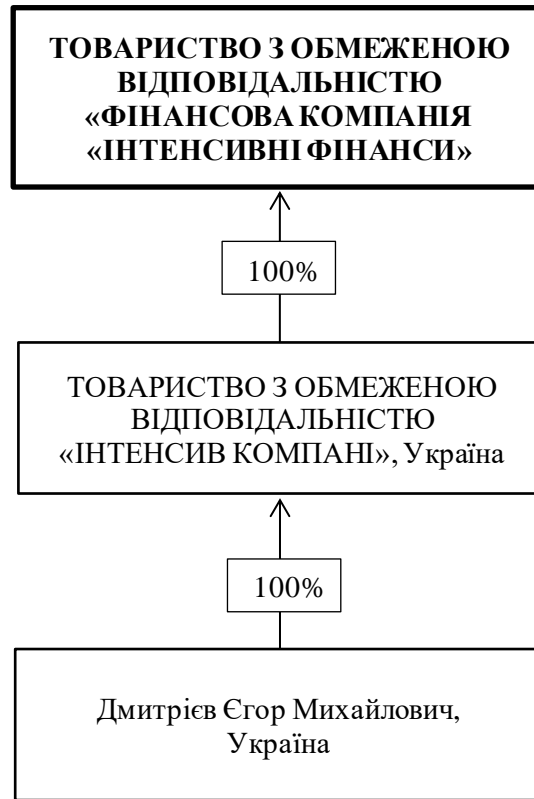 ТОВАРИСТВО З ОБМЕЖЕНОЮ
ВІДПОВІДАЛЬНІСТЮ
«ФІНАНСОВА КОМПАНІЯ
«ІНТЕНСИВНІ ФІНАНСИ»
100%
ТОВАРИСТВО З ОБМЕЖЕНОЮ
ВІДПОВІДАЛЬНІСТЮ
«ІНТЕНСИВ КОМПАНІ», Україна
100%
Дмитрієв Єгор Михайлович,
Україна